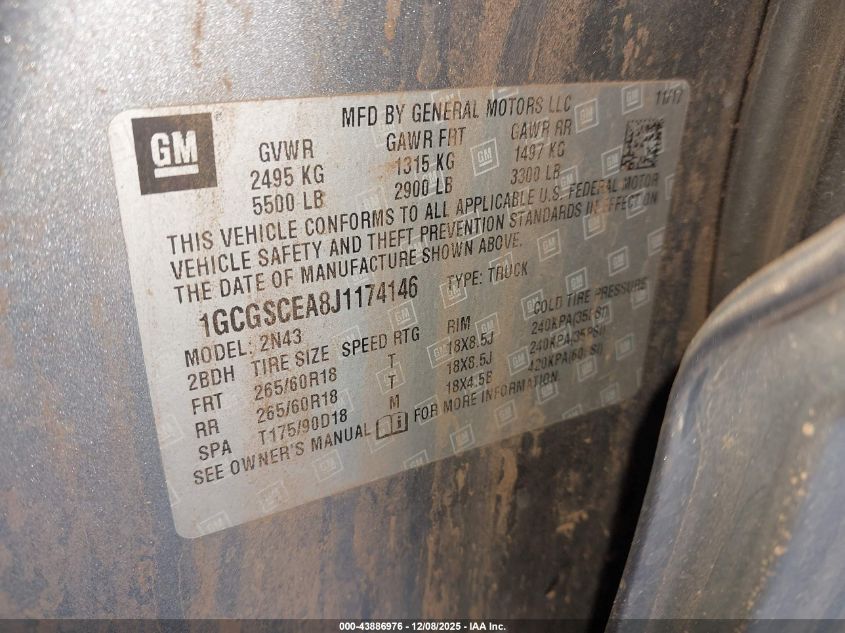 MFD BY GENERAL MOTORS LLC 11/17
GM
GVWR GAWR FRT GAWR RR
2495 KG 1315 KG 1497 KG
5500 LB 2900 LB 3300 LB
THIS VEHICLE CONFORMS TO ALL APPLICABLE U.S. FEDERAL MOTOR
VEHICLE SAFETY AND THEFT PREVENTION STANDARDS IN EFFECT ON
THE DATE OF MANUFACTURE SHOWN ABOVE.
1GCGSCEA8J1174146 TYPE: TRUCK
MODEL: 2N43
2BDH TIRE SIZE SPEED RTG RIM COLD TIRE PRESSURE
FRT 265/60R18 T 18X8.5J 240KPA(35PSI)
RR 265/60R18 T 18X8.5J 240KPA(35PSI)
SPA T175/90D18 M 18X4.5B 420KPA(60PSI)
SEE OWNER'S MANUAL FOR MORE INFORMATION.
000-43886976 - 12/08/2025 - IAA Inc.